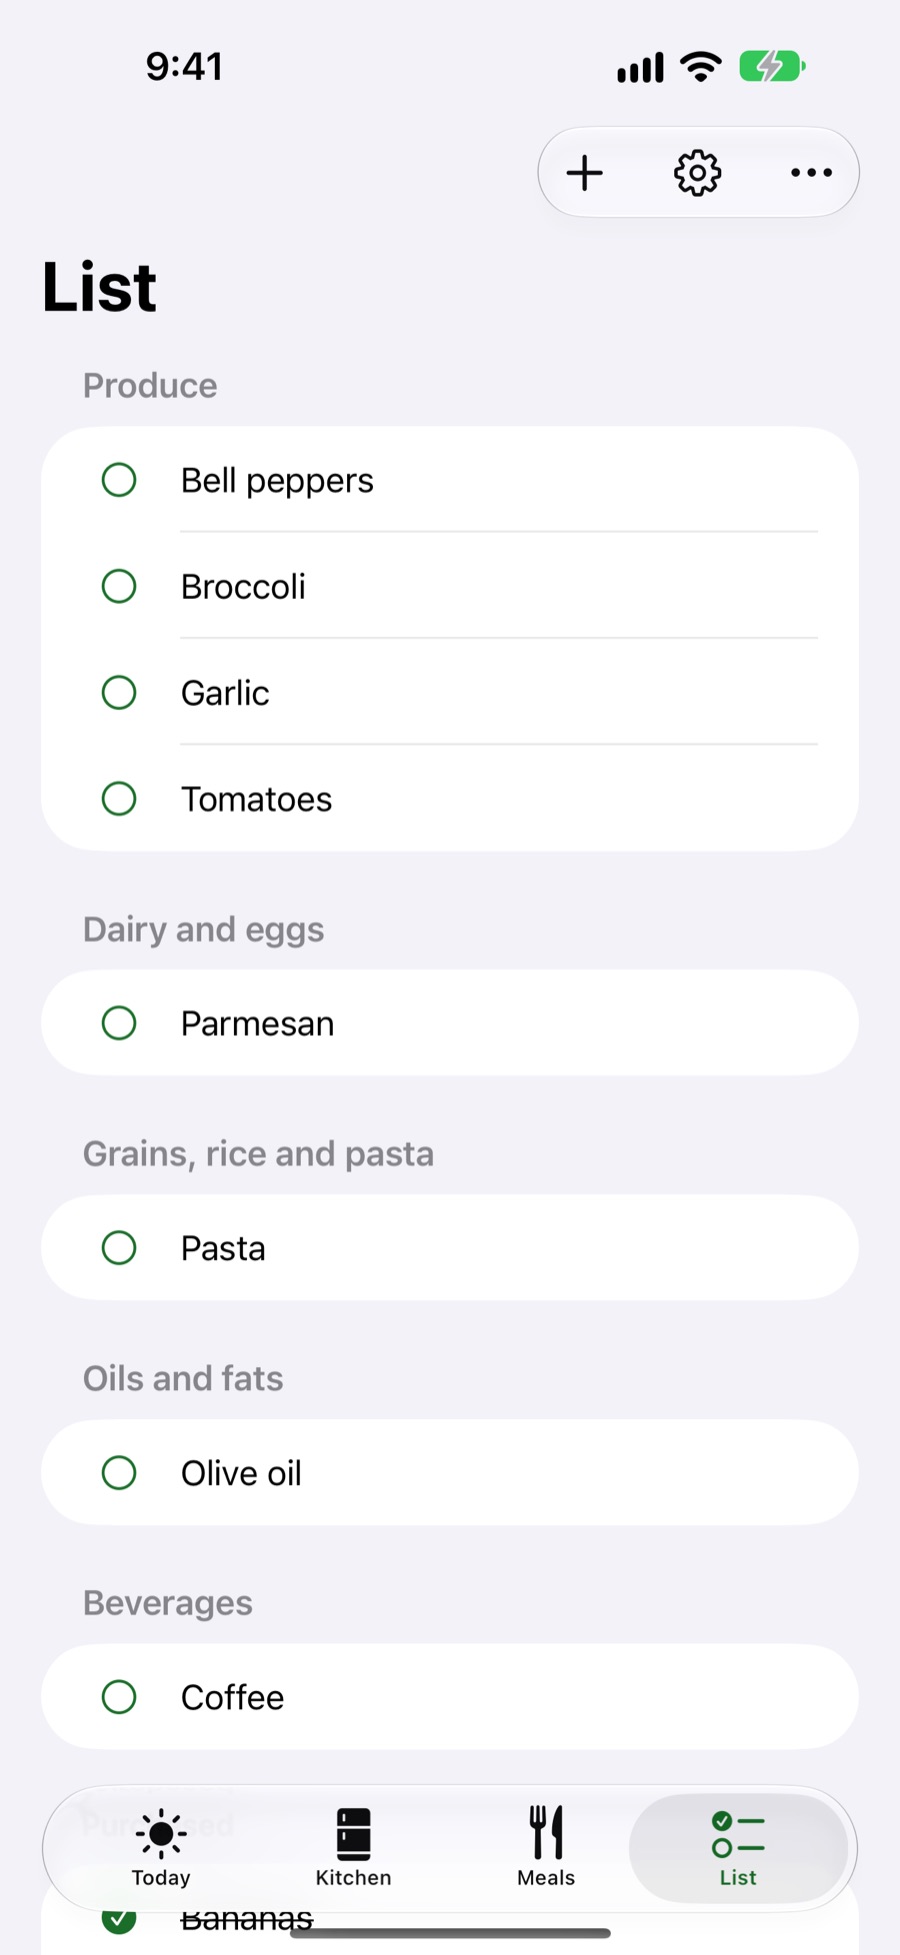 9:41
List
Produce
Bell peppers
Broccoli
Garlic
Tomatoes
Dairy and eggs
Parmesan
Grains, rice and pasta
Pasta
Oils and fats
Olive oil
Beverages
Coffee
Purchased
Today
Kitchen
Meals
List
Bananas